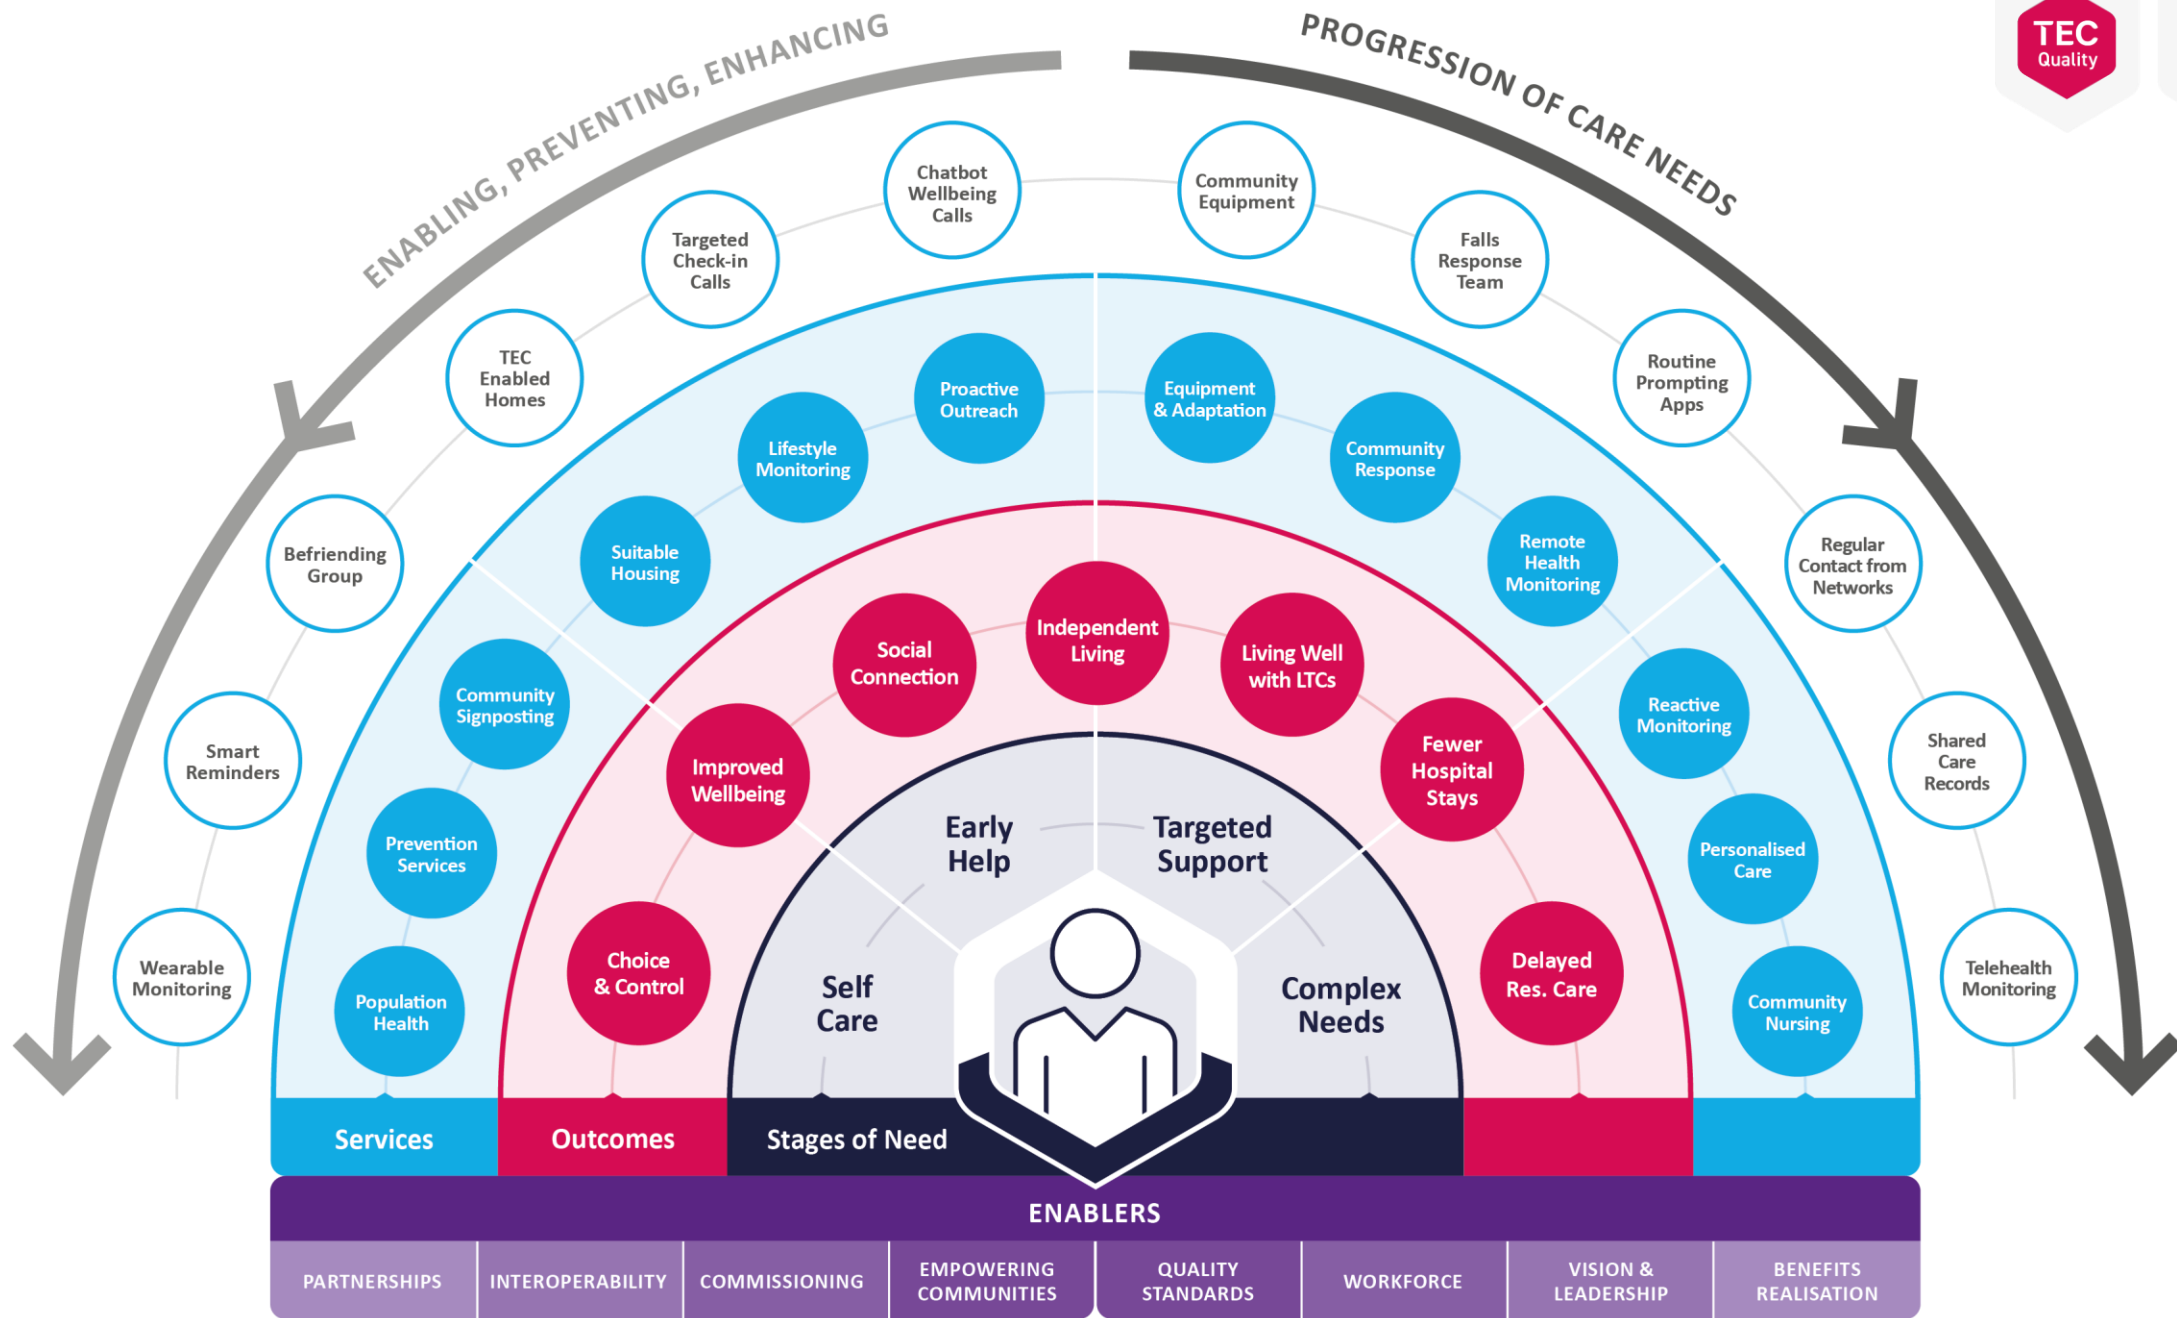 ENABLING, PREVENTING, ENHANCING
PROGRESSION OF CARE NEEDS
TEC
Quality
Wearable
Monitoring
Smart
Reminders
Befriending
Group
TEC
Enabled
Homes
Targeted
Check-in
Calls
Chatbot
Wellbeing
Calls
Community
Equipment
Falls
Response
Team
Routine
Prompting
Apps
Regular
Contact from
Networks
Shared
Care
Records
Telehealth
Monitoring
Population
Health
Prevention
Services
Community
Signposting
Suitable
Housing
Lifestyle
Monitoring
Proactive
Outreach
Equipment
& Adaptation
Community
Response
Remote
Health
Monitoring
Reactive
Monitoring
Personalised
Care
Community
Nursing
Choice
& Control
Improved
Wellbeing
Social
Connection
Independent
Living
Living Well
with LTCs
Fewer
Hospital
Stays
Delayed
Res. Care
Self
Care
Early
Help
Targeted
Support
Complex
Needs
Services
Outcomes
Stages of Need
ENABLERS
PARTNERSHIPS
INTEROPERABILITY
COMMISSIONING
EMPOWERING
COMMUNITIES
QUALITY
STANDARDS
WORKFORCE
VISION &
LEADERSHIP
BENEFITS
REALISATION